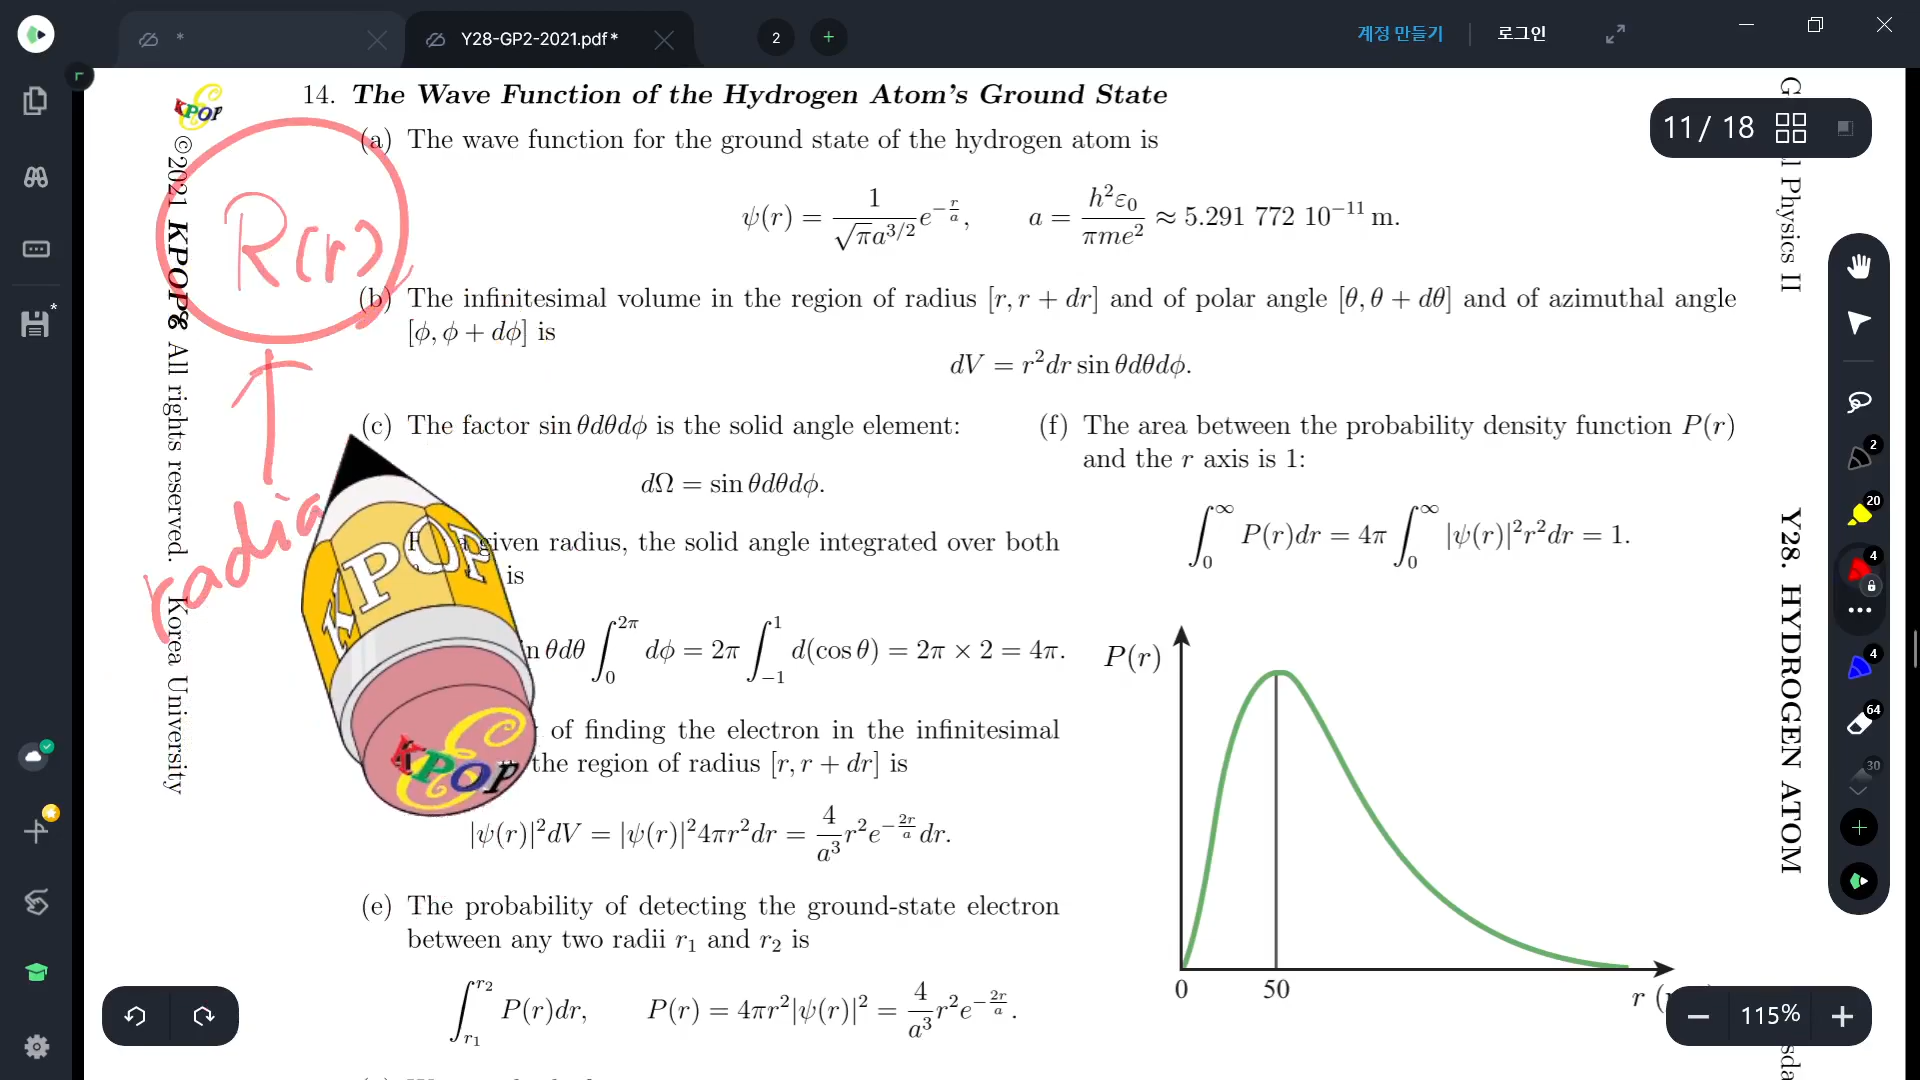 *
Y28-GP2-2021.pdf*
2
계정 만들기
로그인
11 / 18
KPOP
©2021 KPOPE All rights reserved. Korea University
R(r)
radia
14. The Wave Function of the Hydrogen Atom's Ground State
(a) The wave function for the ground state of the hydrogen atom is
ψ(r) = 1/(√π a^{3/2}) e^{-r/a}, a = h²ε₀/(πme²) ≈ 5.291 772 10⁻¹¹ m.
(b) The infinitesimal volume in the region of radius [r, r + dr] and of polar angle [θ, θ + dθ] and of azimuthal angle
[ϕ, ϕ + dϕ] is
dV = r²dr sin θdθdϕ.
(c) The factor sin θdθdϕ is the solid angle element:
dΩ = sin θdθdϕ.
given radius, the solid angle integrated over both
is
θdθ ∫₀^{2π} dϕ = 2π ∫₋₁^{1} d(cos θ) = 2π × 2 = 4π.
of finding the electron in the infinitesimal
the region of radius [r, r + dr] is
|ψ(r)|²dV = |ψ(r)|²4πr²dr = 4/a³ r²e^{-2r/a}dr.
(e) The probability of detecting the ground-state electron
between any two radii r₁ and r₂ is
∫_{r₁}^{r₂} P(r)dr, P(r) = 4πr²|ψ(r)|² = 4/a³ r²e^{-2r/a}.
(f) The area between the probability density function P(r)
and the r axis is 1:
∫₀^∞ P(r)dr = 4π ∫₀^∞ |ψ(r)|²r²dr = 1.
P(r)
0
50
r
KPOP
KPOP
Physics II
Y28. HYDROGEN ATOM
2
20
4
4
64
30
115%